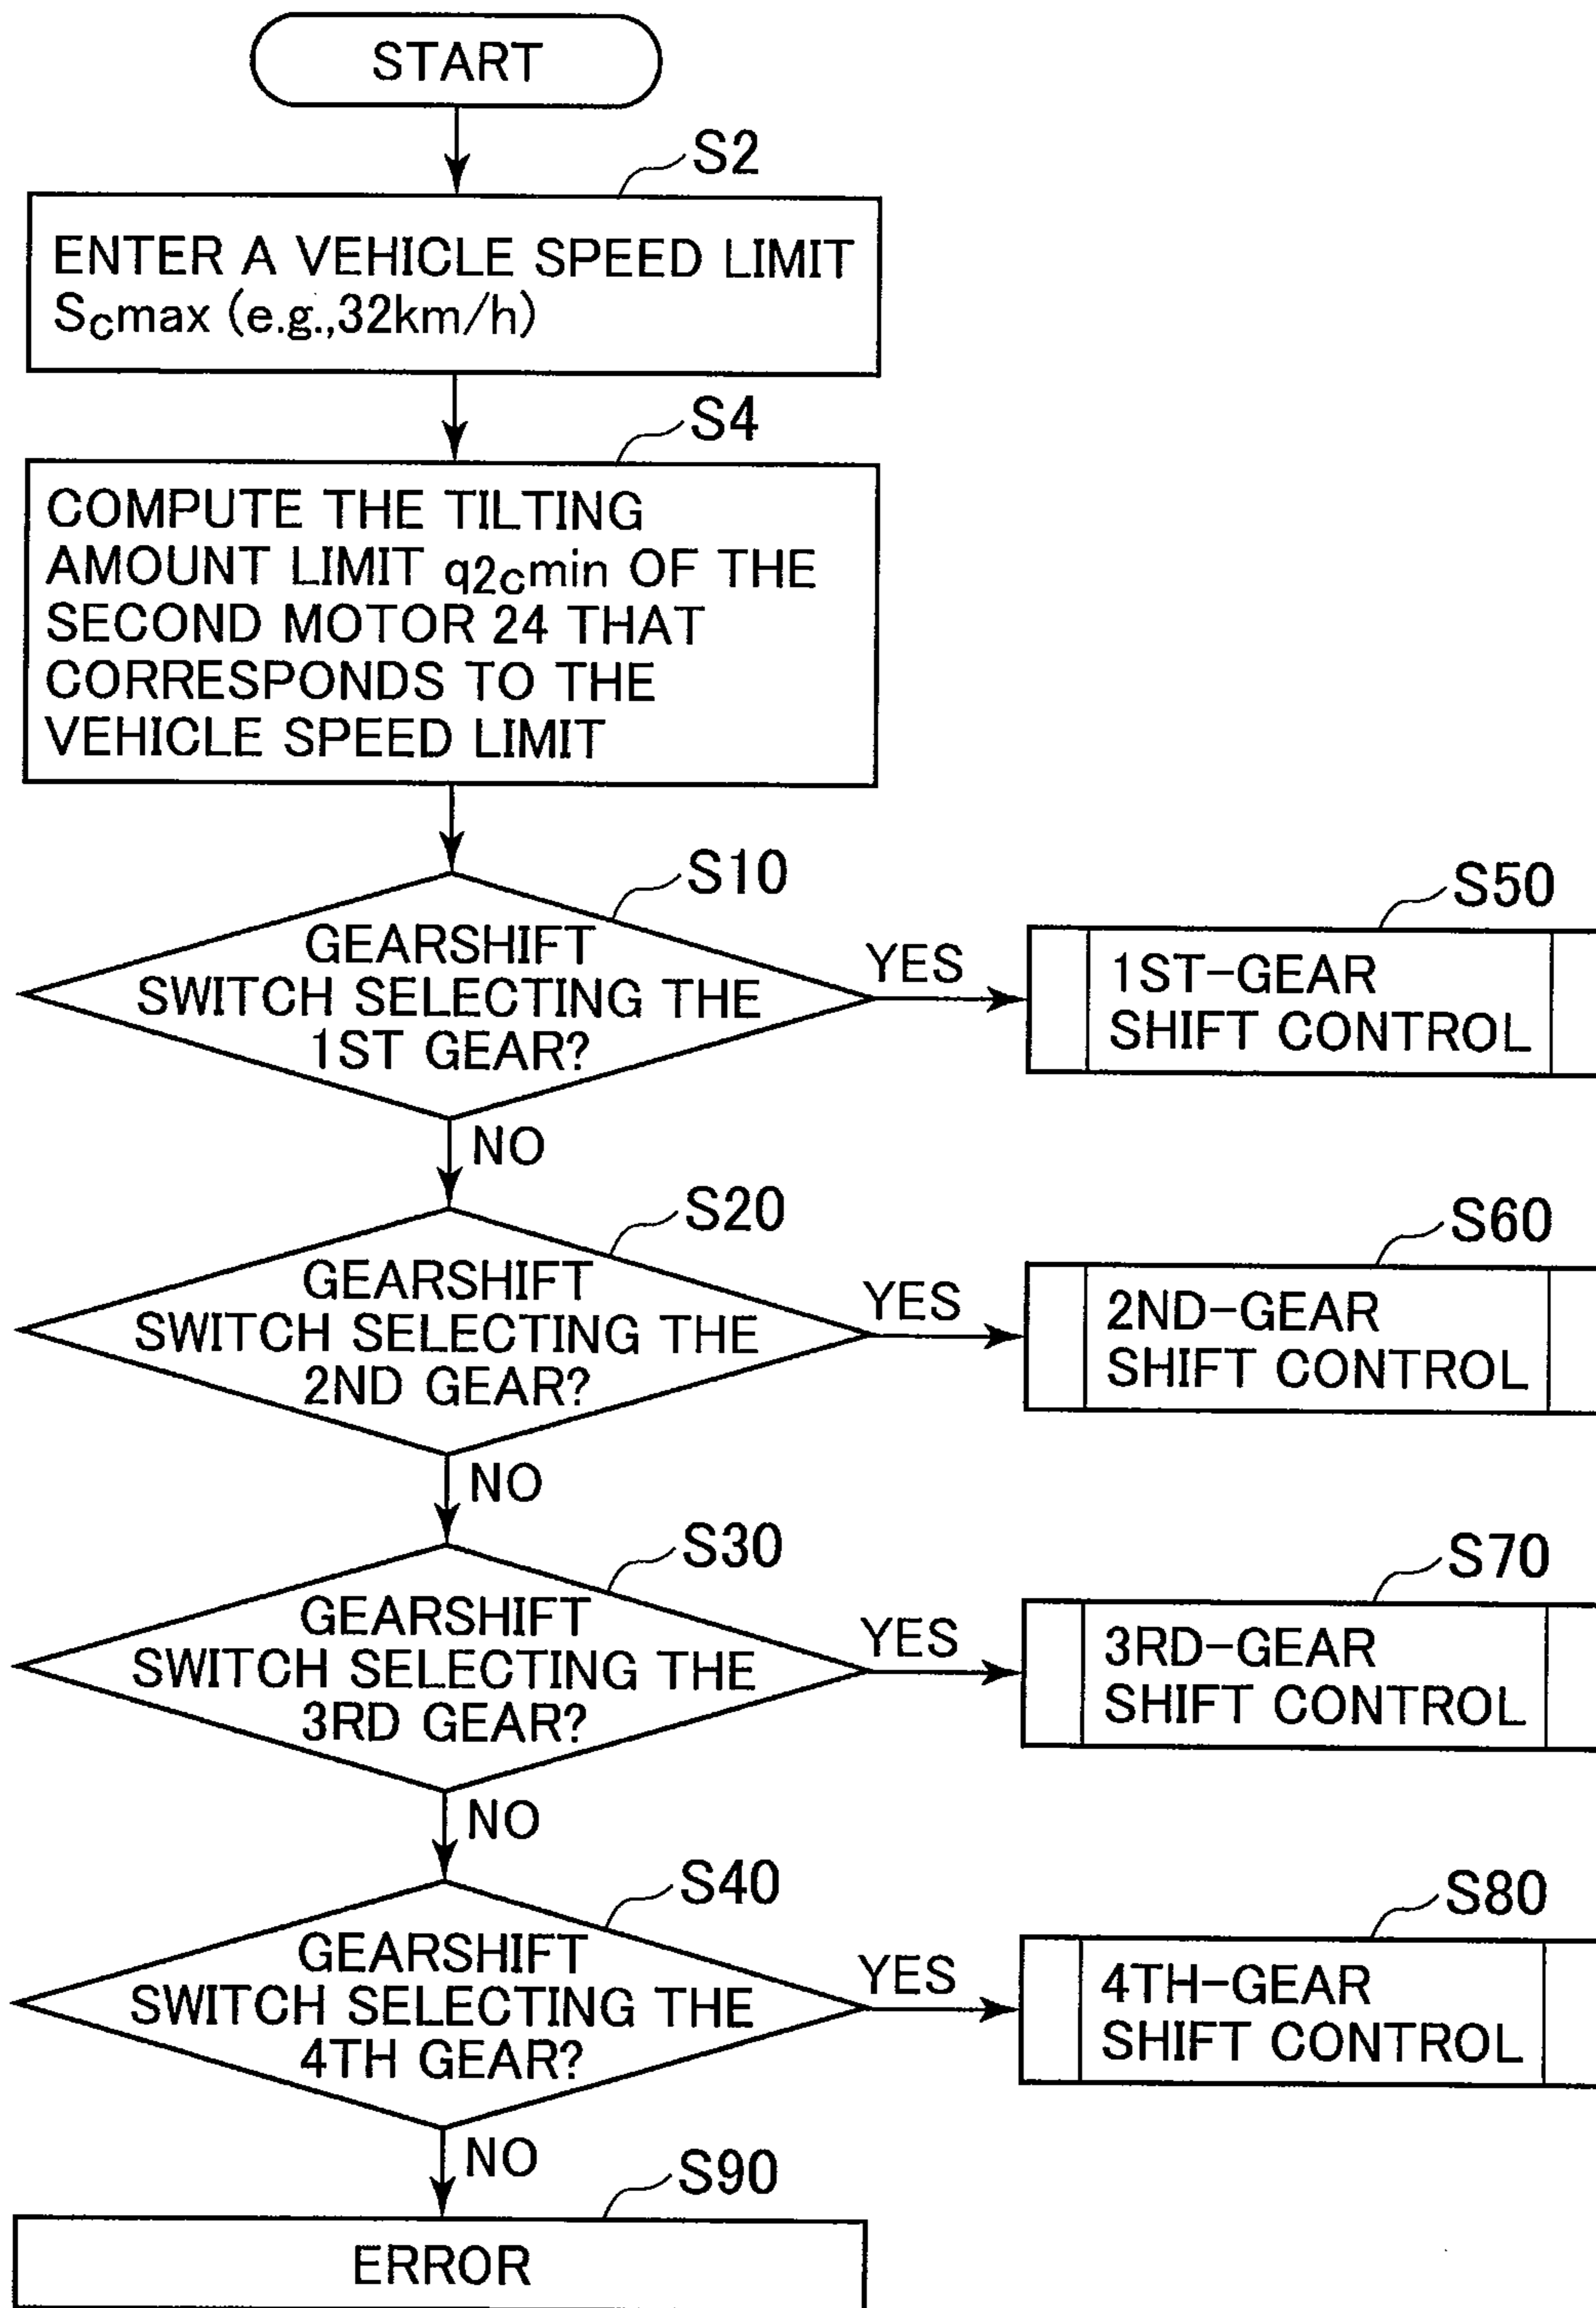 START
S2
ENTER A VEHICLE SPEED LIMIT
Scmax (e.g.,32km/h)
S4
COMPUTE THE TILTING
AMOUNT LIMIT q2cmin OF THE
SECOND MOTOR 24 THAT
CORRESPONDS TO THE
VEHICLE SPEED LIMIT
S10
GEARSHIFT
SWITCH SELECTING THE
1ST GEAR?
YES
S50
1ST-GEAR
SHIFT CONTROL
NO
S20
GEARSHIFT
SWITCH SELECTING THE
2ND GEAR?
YES
S60
2ND-GEAR
SHIFT CONTROL
NO
S30
GEARSHIFT
SWITCH SELECTING THE
3RD GEAR?
YES
S70
3RD-GEAR
SHIFT CONTROL
NO
S40
GEARSHIFT
SWITCH SELECTING THE
4TH GEAR?
YES
S80
4TH-GEAR
SHIFT CONTROL
NO
S90
ERROR